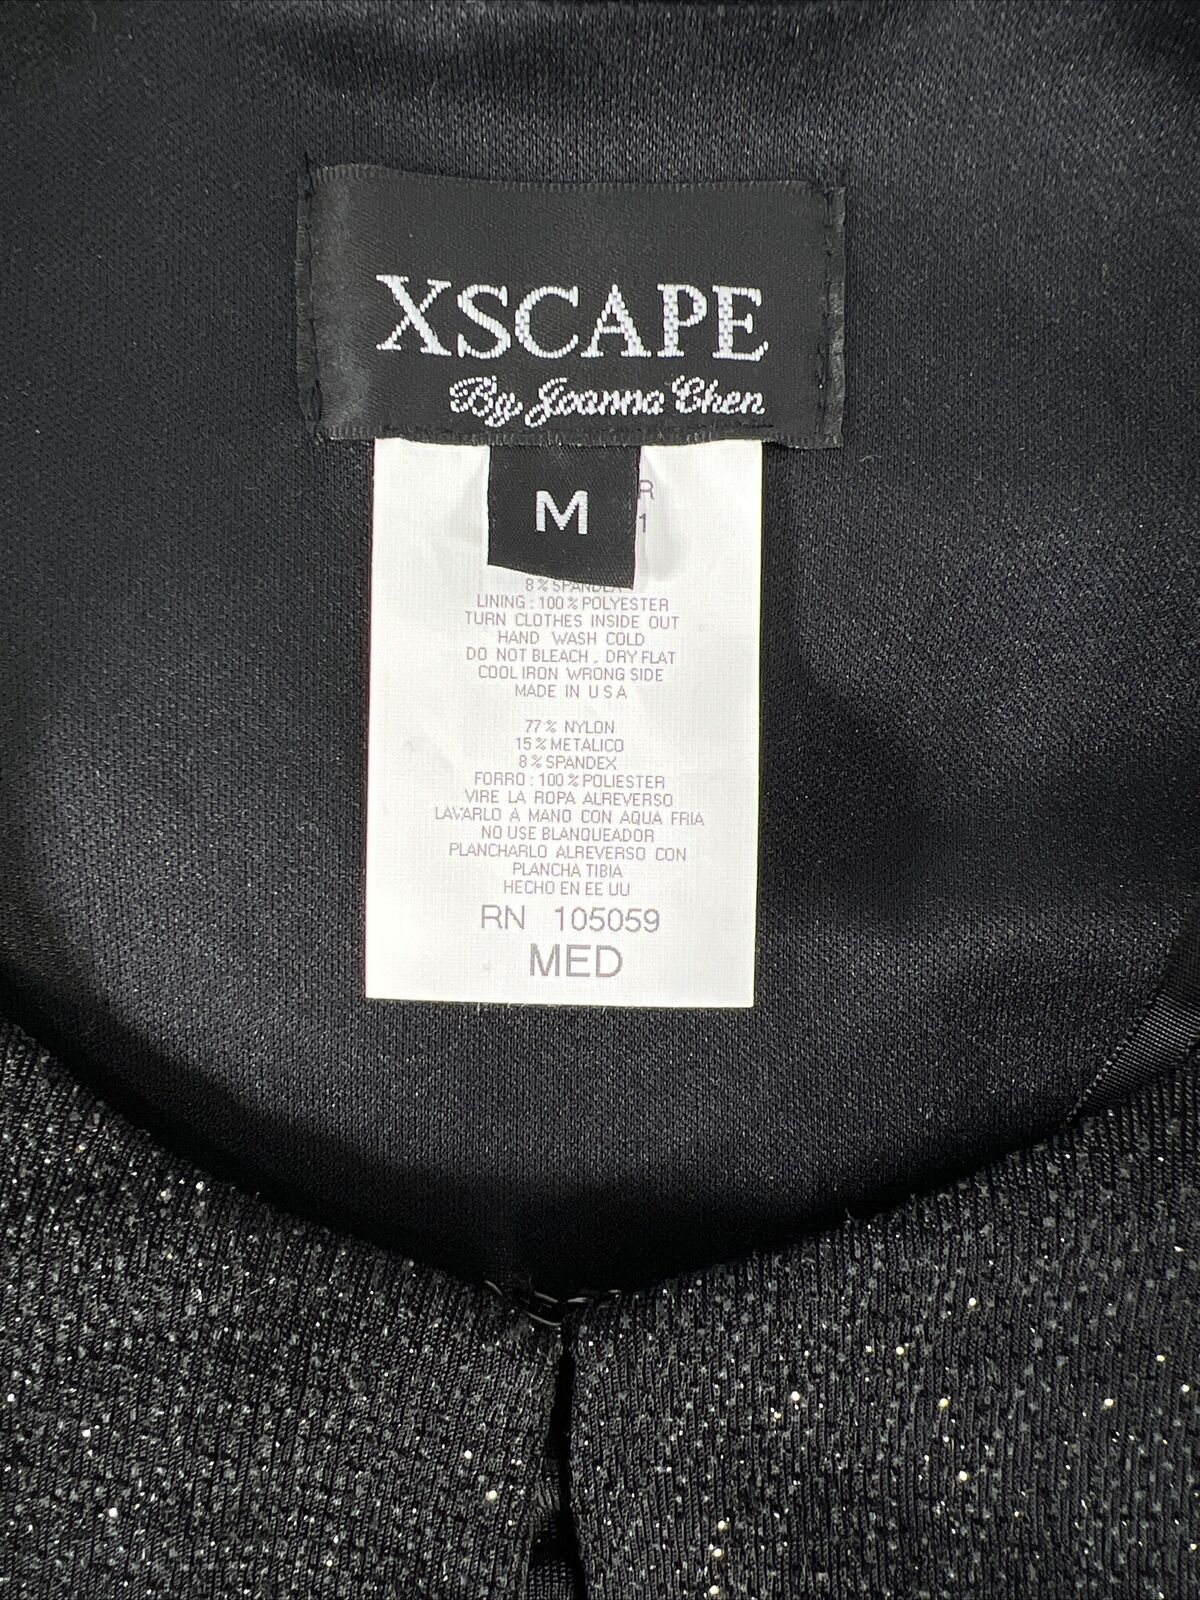 XSCAPE
By Joanna Chen
M
R
1
8% SPANDEX
LINING : 100% POLYESTER
TURN CLOTHES INSIDE OUT
HAND WASH COLD
DO NOT BLEACH , DRY FLAT
COOL IRON WRONG SIDE
MADE IN U S A
77% NYLON
15% METALICO
8% SPANDEX
FORRO : 100% POLIESTER
VIRE LA ROPA ALREVERSO
LAVARLO A MANO CON AQUA FRIA
NO USE BLANQUEADOR
PLANCHARLO ALREVERSO CON
PLANCHA TIBIA
HECHO EN EE UU
RN 105059
MED